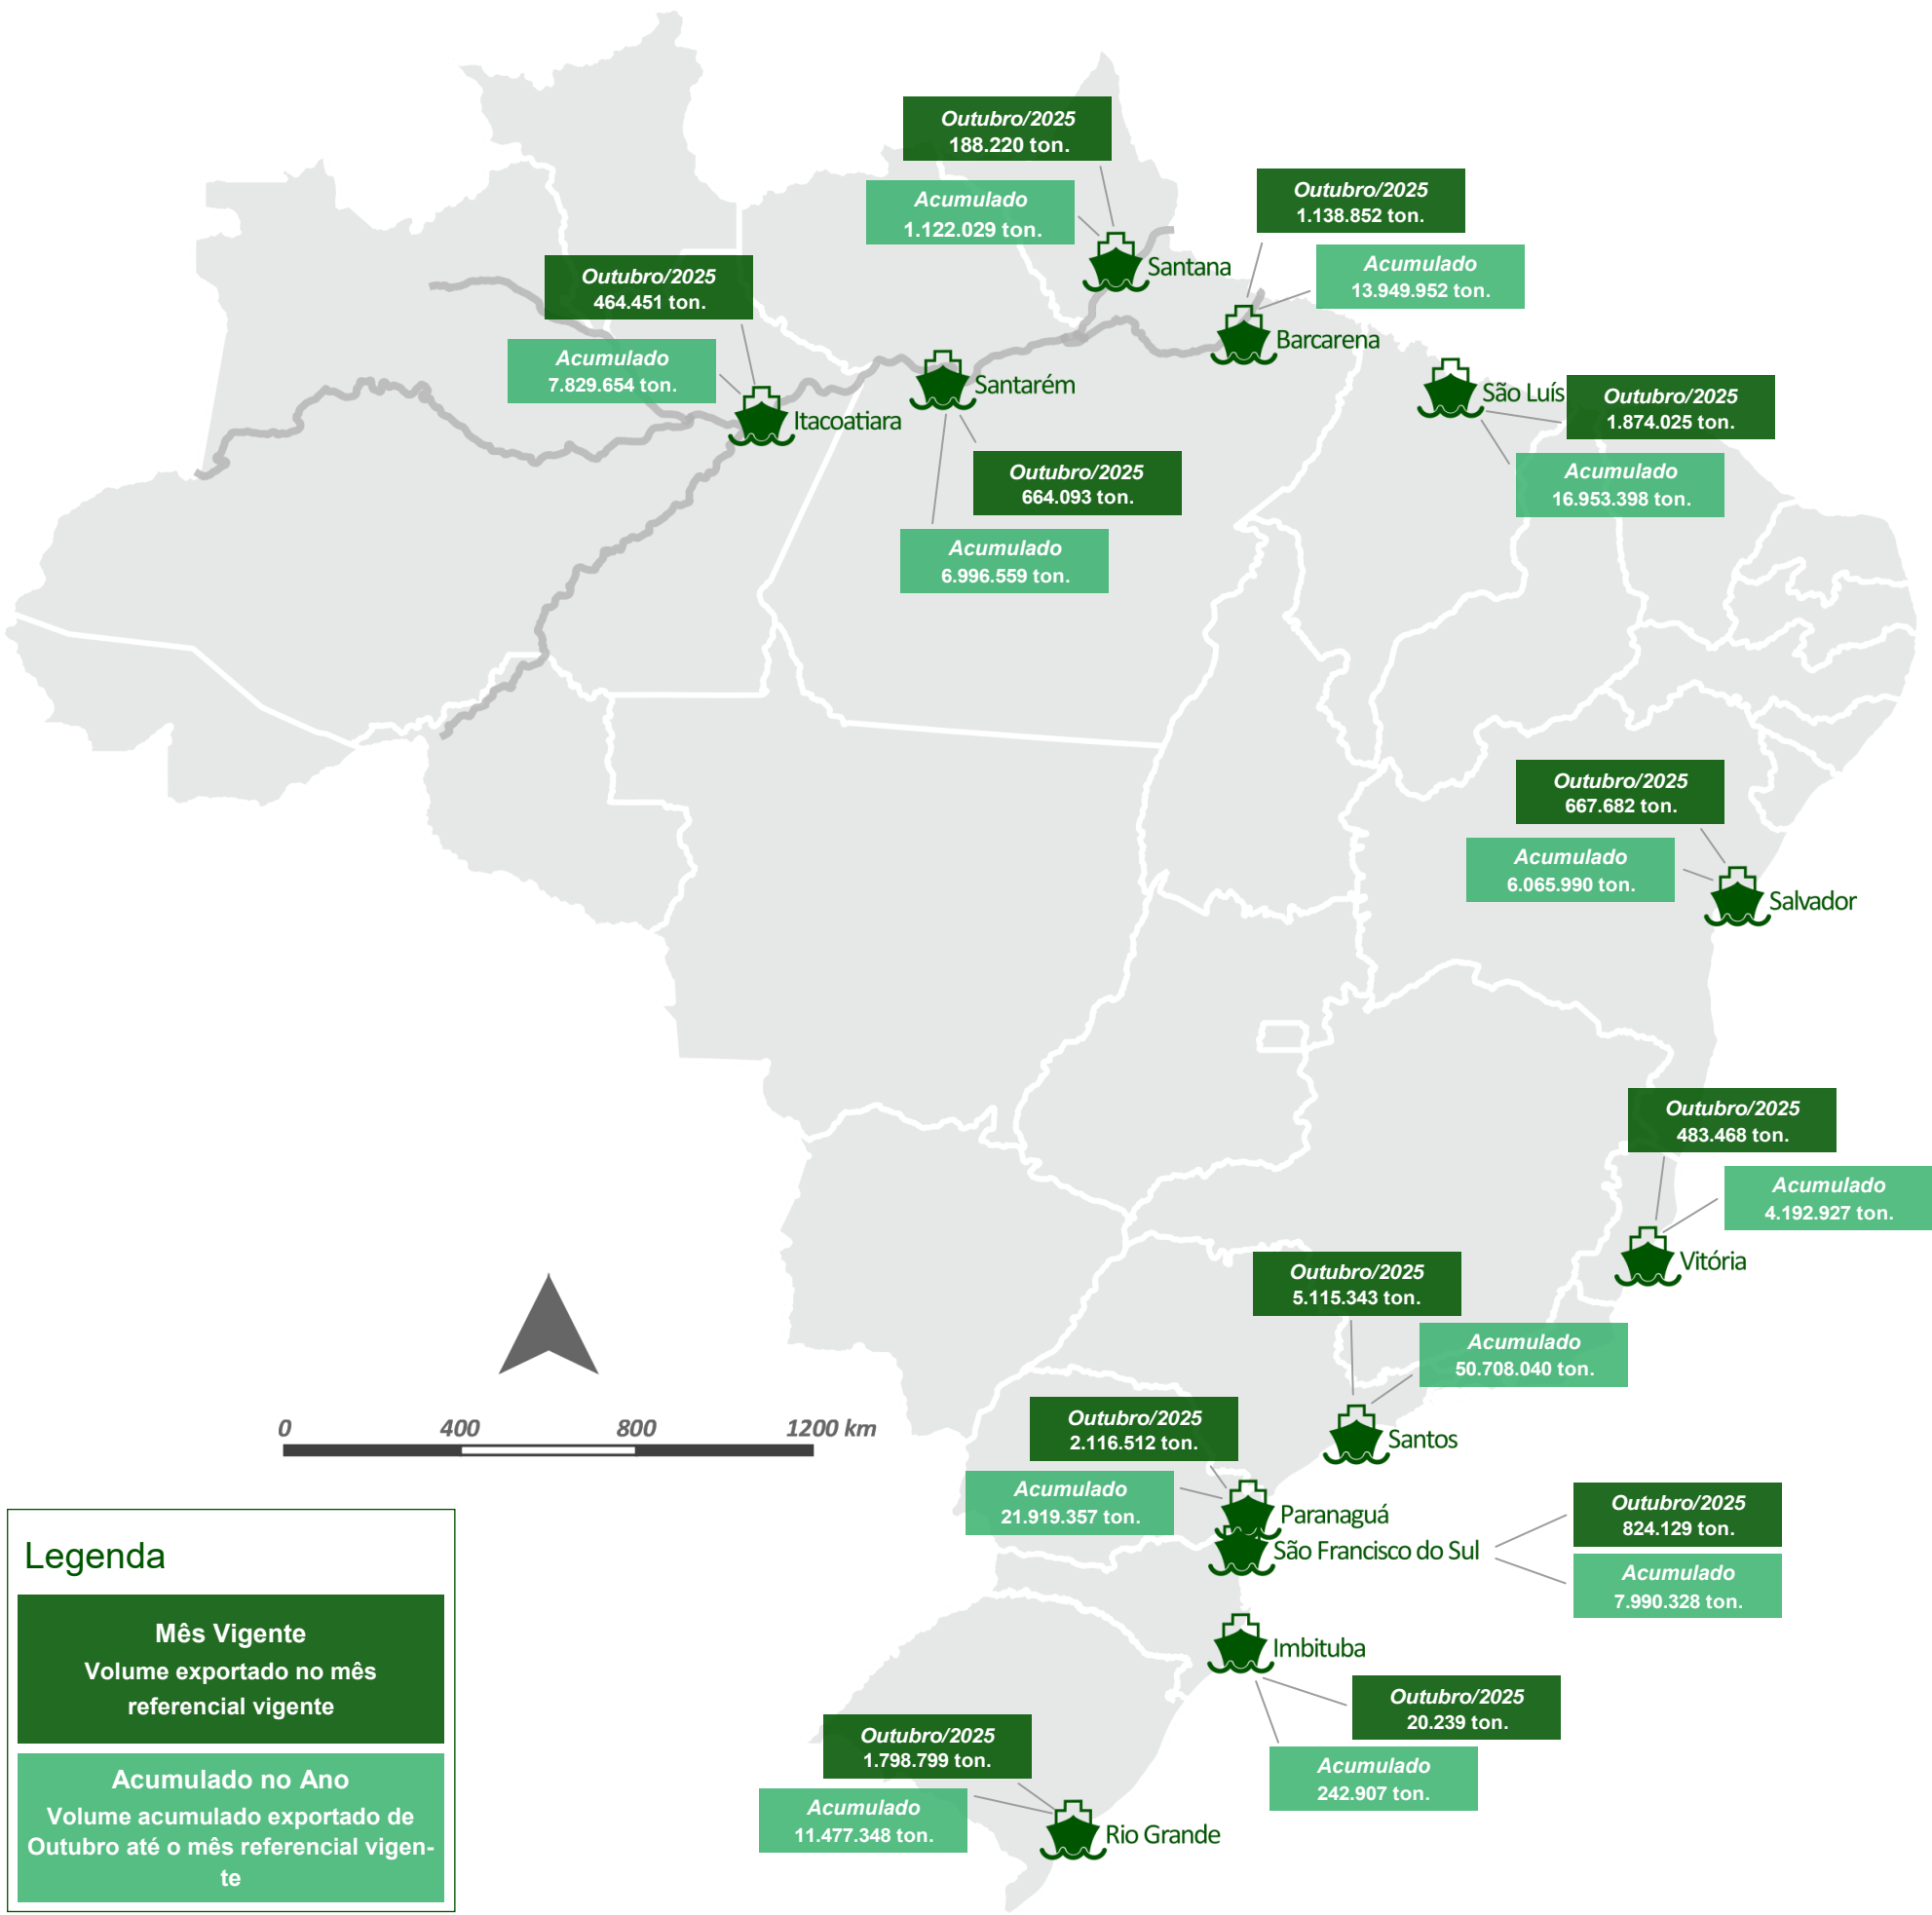 Outubro/2025
188.220 ton.
Acumulado
1.122.029 ton.
Santana
Outubro/2025
1.138.852 ton.
Acumulado
13.949.952 ton.
Barcarena
Outubro/2025
464.451 ton.
Acumulado
7.829.654 ton.
Itacoatiara
Santarém
Outubro/2025
664.093 ton.
Acumulado
6.996.559 ton.
São Luís
Outubro/2025
1.874.025 ton.
Acumulado
16.953.398 ton.
Outubro/2025
667.682 ton.
Acumulado
6.065.990 ton.
Salvador
Outubro/2025
483.468 ton.
Acumulado
4.192.927 ton.
Vitória
Outubro/2025
5.115.343 ton.
Acumulado
50.708.040 ton.
Santos
Outubro/2025
2.116.512 ton.
Acumulado
21.919.357 ton.
Paranaguá
São Francisco do Sul
Outubro/2025
824.129 ton.
Acumulado
7.990.328 ton.
Imbituba
Outubro/2025
20.239 ton.
Acumulado
242.907 ton.
Outubro/2025
1.798.799 ton.
Acumulado
11.477.348 ton.
Rio Grande
0 400 800 1200 km
Legenda
Mês Vigente
Volume exportado no mês
referencial vigente
Acumulado no Ano
Volume acumulado exportado de
Outubro até o mês referencial vigen-
te